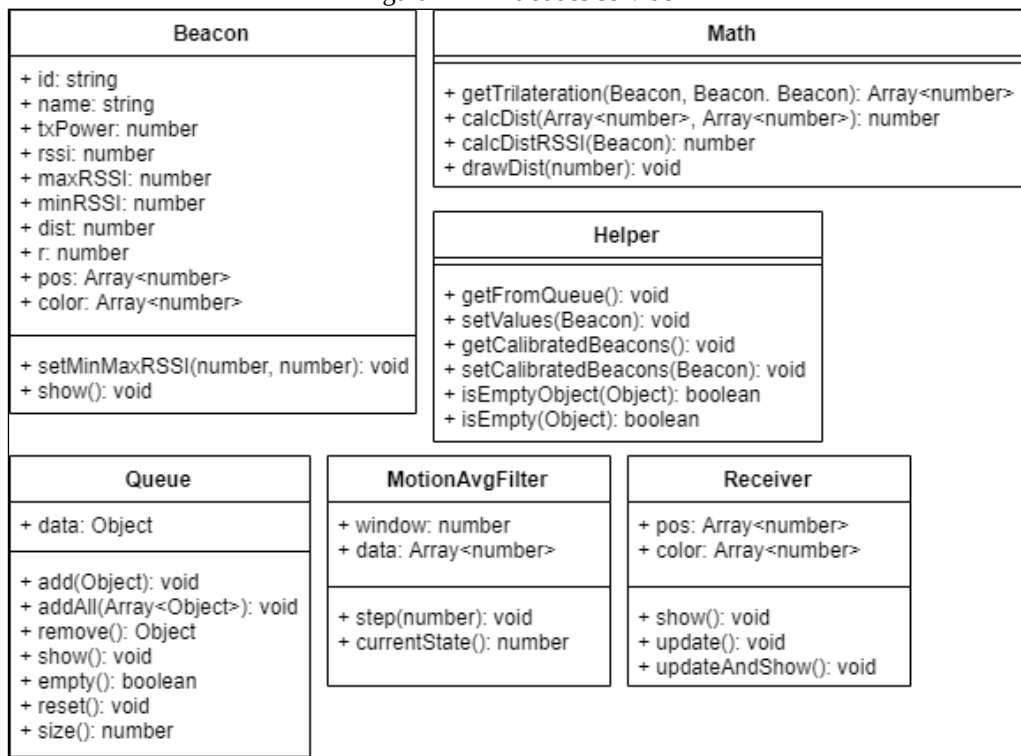 Beacon
+ id: string
+ name: string
+ txPower: number
+ rssi: number
+ maxRSSI: number
+ minRSSI: number
+ dist: number
+ r: number
+ pos: Array<number>
+ color: Array<number>
+ setMinMaxRSSI(number, number): void
+ show(): void
Math
+ getTrilateration(Beacon, Beacon. Beacon): Array<number>
+ calcDist(Array<number>, Array<number>): number
+ calcDistRSSI(Beacon): number
+ drawDist(number): void
Helper
+ getFromQueue(): void
+ setValues(Beacon): void
+ getCalibratedBeacons(): void
+ setCalibratedBeacons(Beacon): void
+ isEmptyObject(Object): boolean
+ isEmpty(Object): boolean
Queue
+ data: Object
+ add(Object): void
+ addAll(Array<Object>): void
+ remove(): Object
+ show(): void
+ empty(): boolean
+ reset(): void
+ size(): number
MotionAvgFilter
+ window: number
+ data: Array<number>
+ step(number): void
+ currentState(): number
Receiver
+ pos: Array<number>
+ color: Array<number>
+ show(): void
+ update(): void
+ updateAndShow(): void